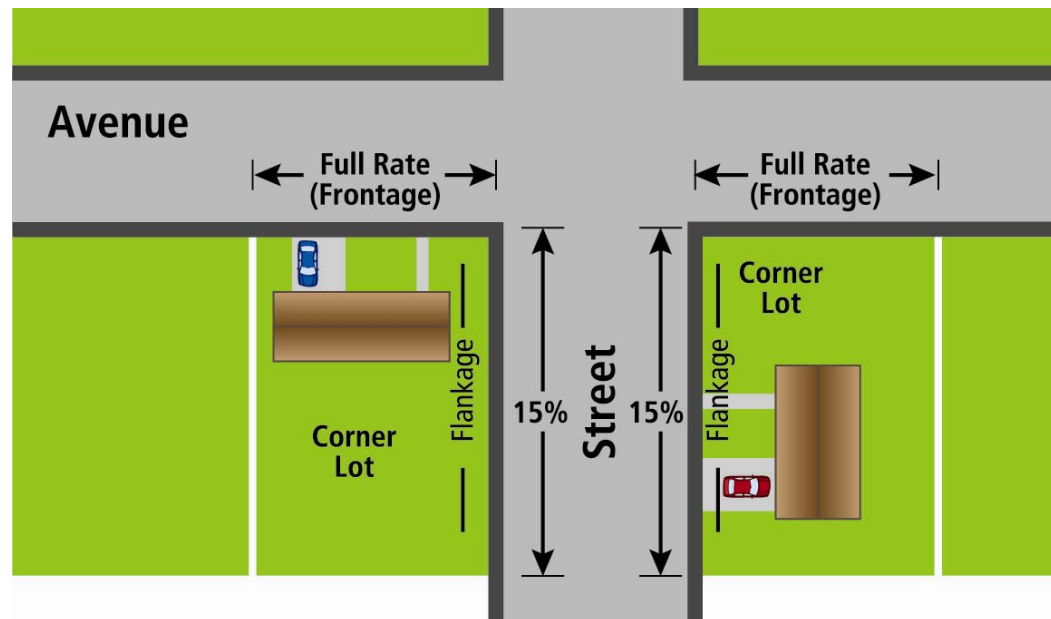 Avenue
Full Rate
(Frontage)
Full Rate
(Frontage)
Corner
Lot
Flankage
15%
Street
15%
Flankage
Corner
Lot